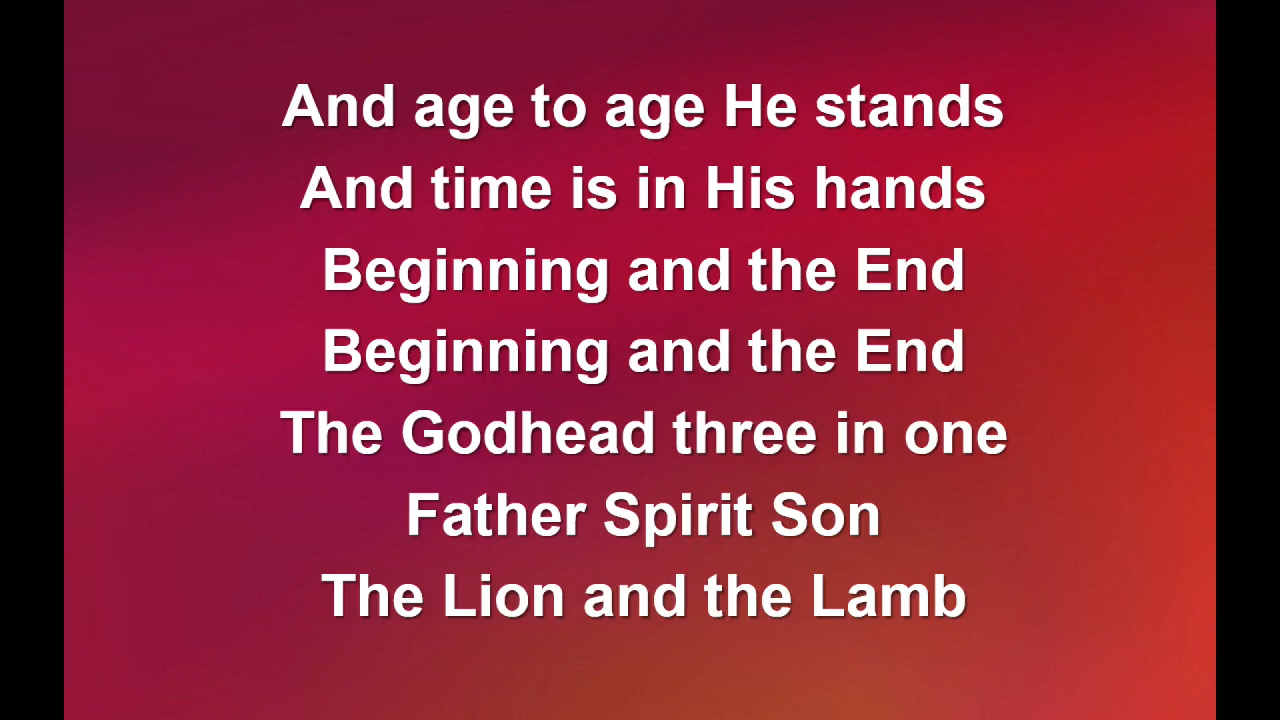 And age to age He stands
And time is in His hands
Beginning and the End
Beginning and the End
The Godhead three in one
Father Spirit Son
The Lion and the Lamb